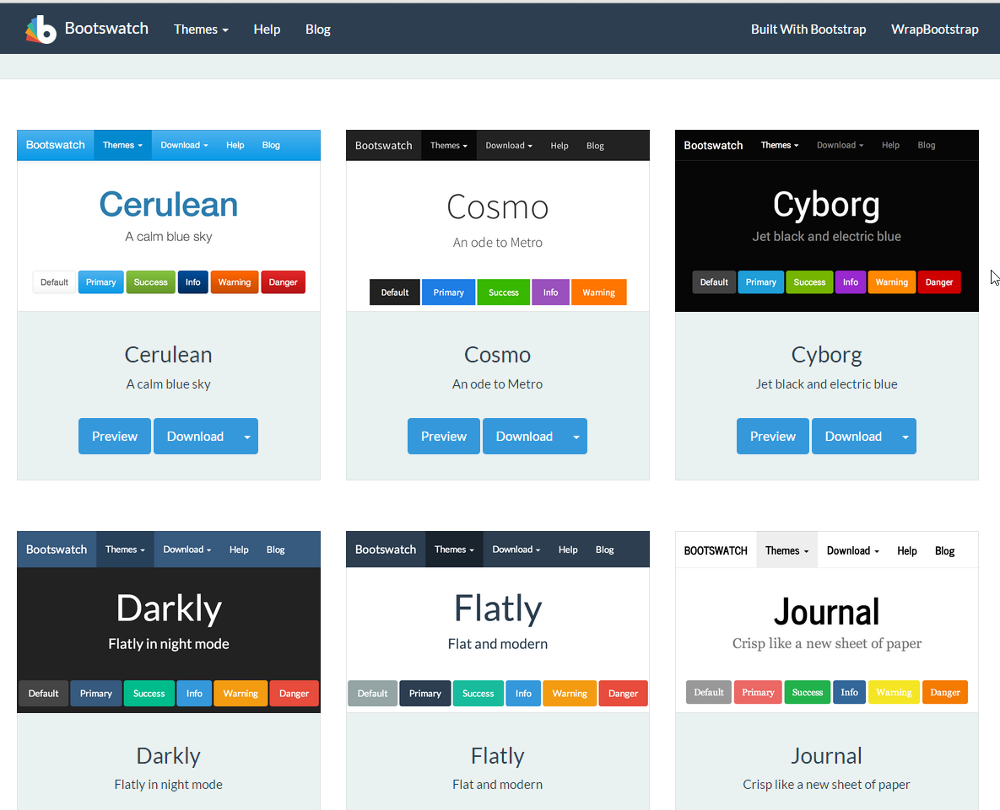 Bootswatch Themes Help Blog Built With Bootstrap WrapBootstrap
Bootswatch Themes Download Help Blog
Cerulean
A calm blue sky
Default Primary Success Info Warning Danger
Cerulean
A calm blue sky
Preview Download
Bootswatch Themes Download Help Blog
Cosmo
An ode to Metro
Default Primary Success Info Warning
Cosmo
An ode to Metro
Preview Download
Bootswatch Themes Download Help Blog
Cyborg
Jet black and electric blue
Default Primary Success Info Warning Danger
Cyborg
Jet black and electric blue
Preview Download
Bootswatch Themes Download Help Blog
Darkly
Flatly in night mode
Default Primary Success Info Warning Danger
Darkly
Flatly in night mode
Bootswatch Themes Download Help Blog
Flatly
Flat and modern
Default Primary Success Info Warning Danger
Flatly
Flat and modern
BOOTSWATCH Themes Download Help Blog
Journal
Crisp like a new sheet of paper
Default Primary Success Info Warning Danger
Journal
Crisp like a new sheet of paper